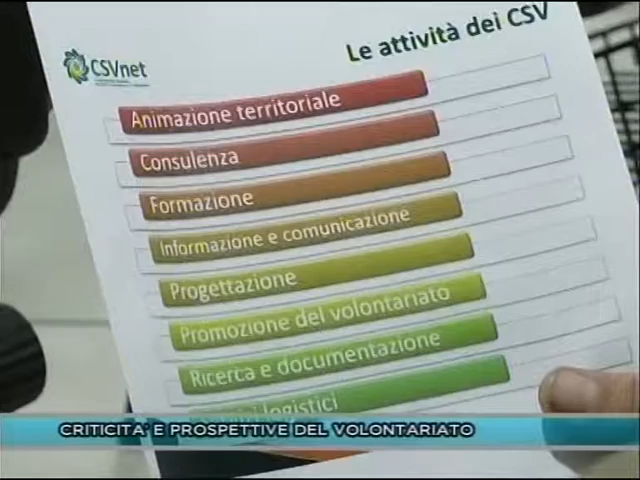 Le attività dei CSV
CSVnet
Animazione territoriale
Consulenza
Formazione
Informazione e comunicazione
Progettazione
Promozione del volontariato
Ricerca e documentazione
logistici
CRITICITA' E PROSPETTIVE DEL VOLONTARIATO